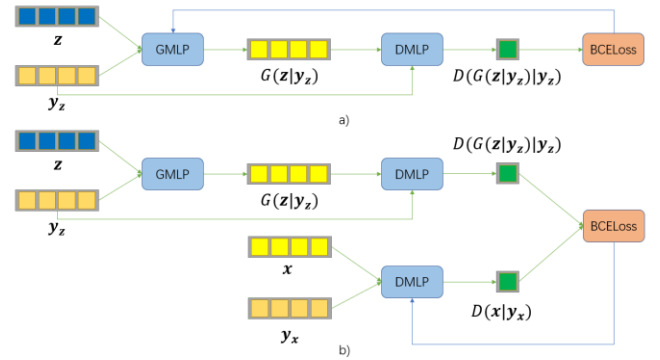 z
GMLP
G(z|y_z)
DMLP
D(G(z|y_z)|y_z)
BCELoss
y_z
a)
D(G(z|y_z)|y_z)
z
GMLP
G(z|y_z)
DMLP
y_z
BCELoss
x
DMLP
D(x|y_x)
y_x
b)